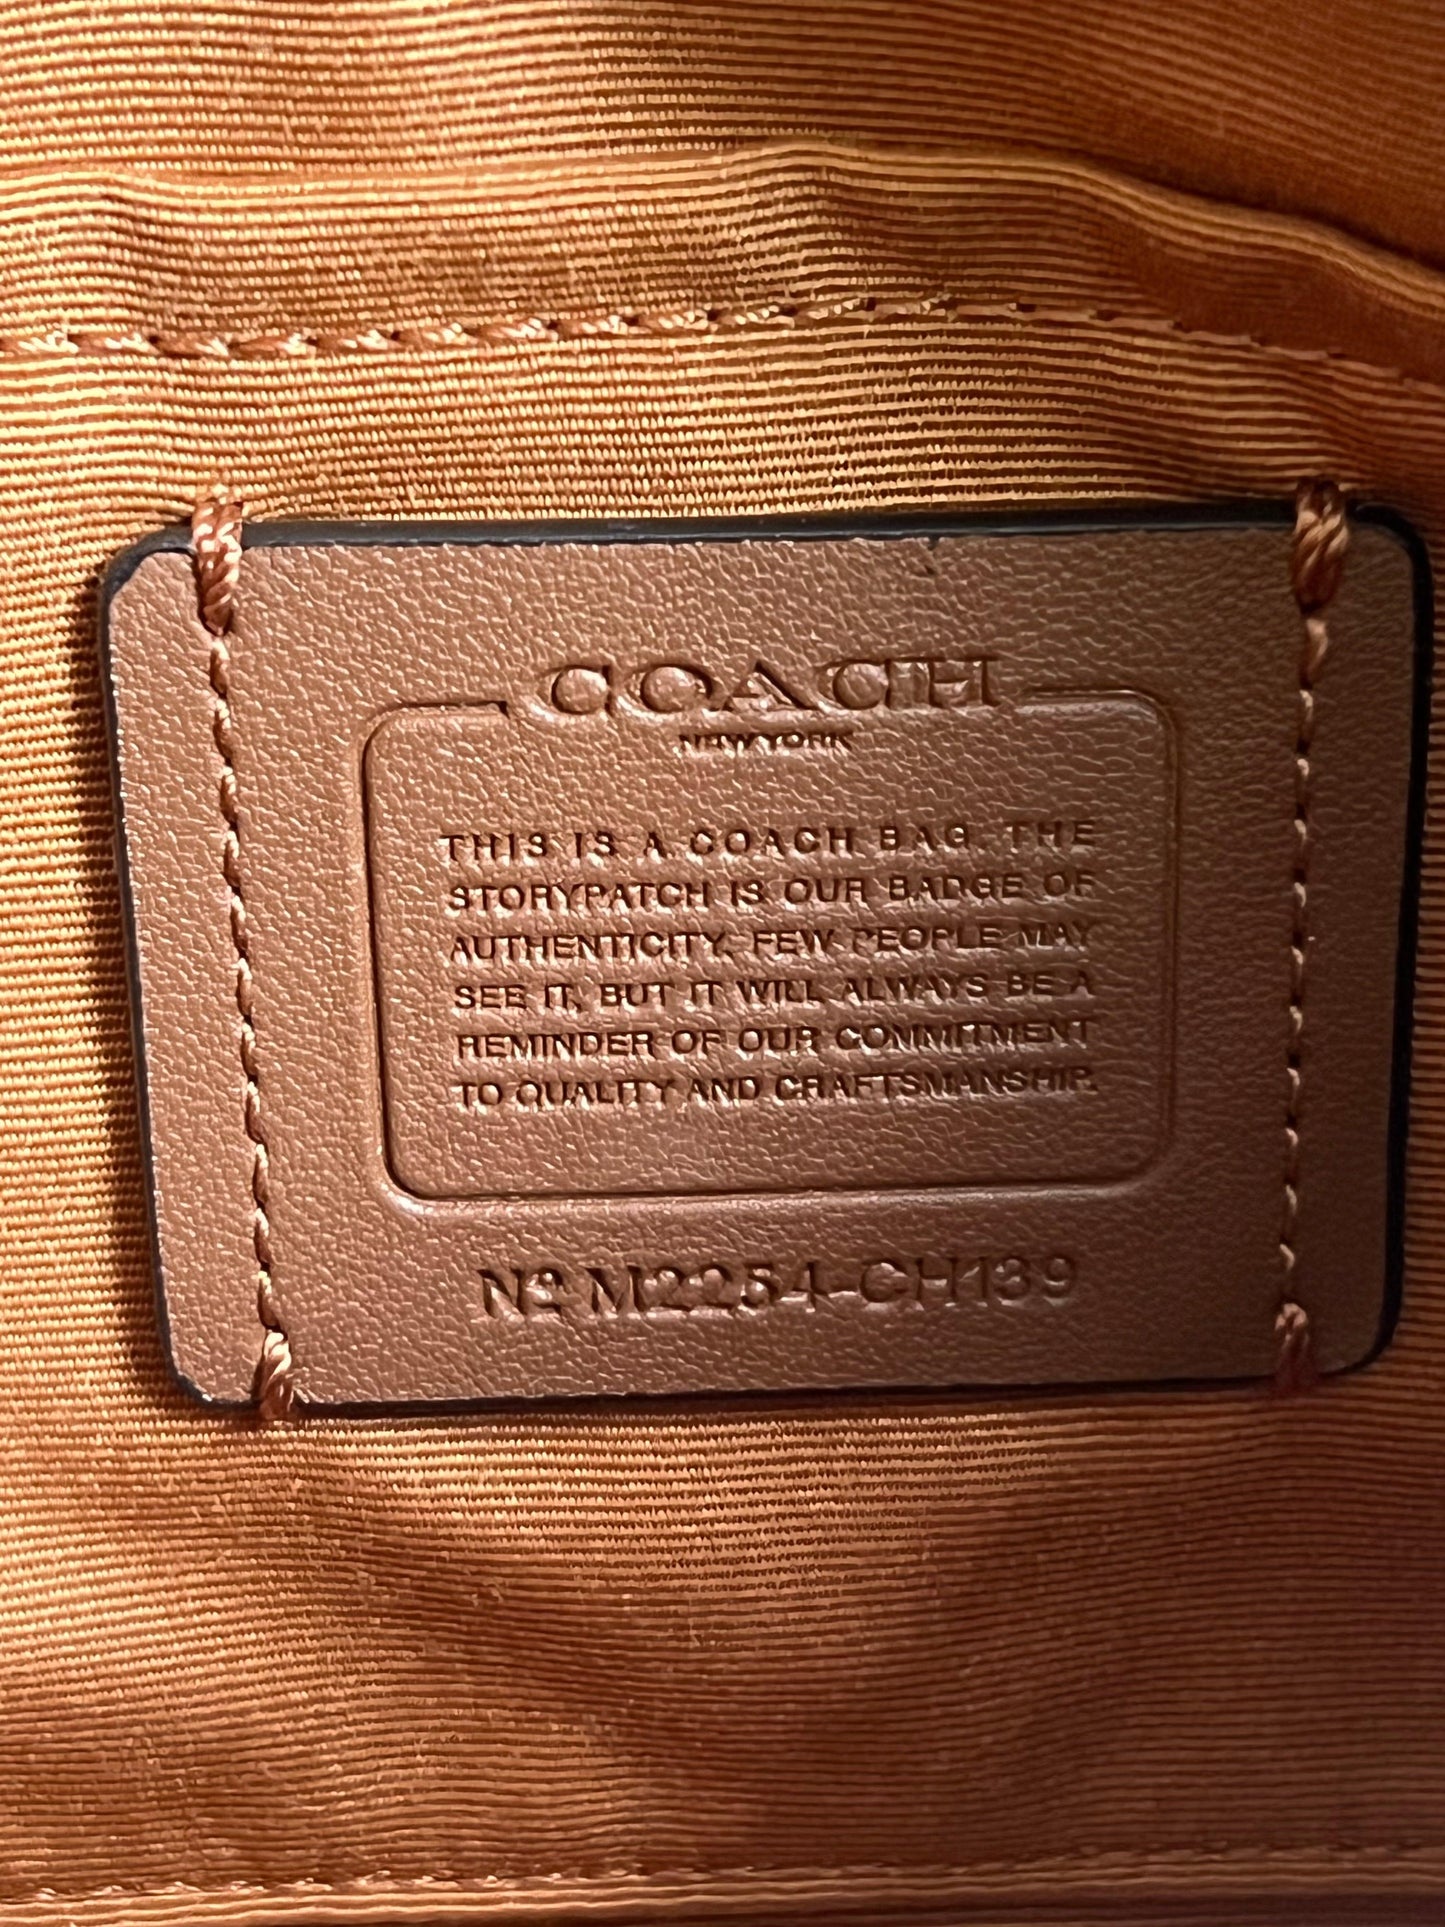 COACH
NEW YORK
THIS IS A COACH BAG. THE
STORYPATCH IS OUR BADGE OF
AUTHENTICITY. FEW PEOPLE MAY
SEE IT, BUT IT WILL ALWAYS BE A
REMINDER OF OUR COMMITMENT
TO QUALITY AND CRAFTSMANSHIP.
Nº M2254-CH139